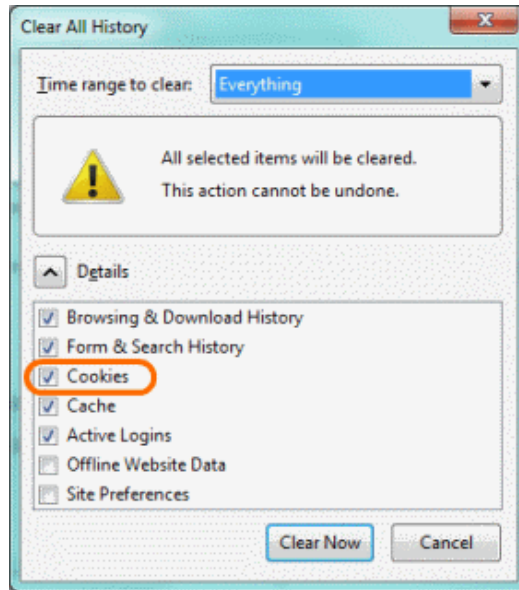 Clear All History
Time range to clear: Everything
All selected items will be cleared.
This action cannot be undone.
Details
Browsing & Download History
Form & Search History
Cookies
Cache
Active Logins
Offline Website Data
Site Preferences
Clear Now Cancel